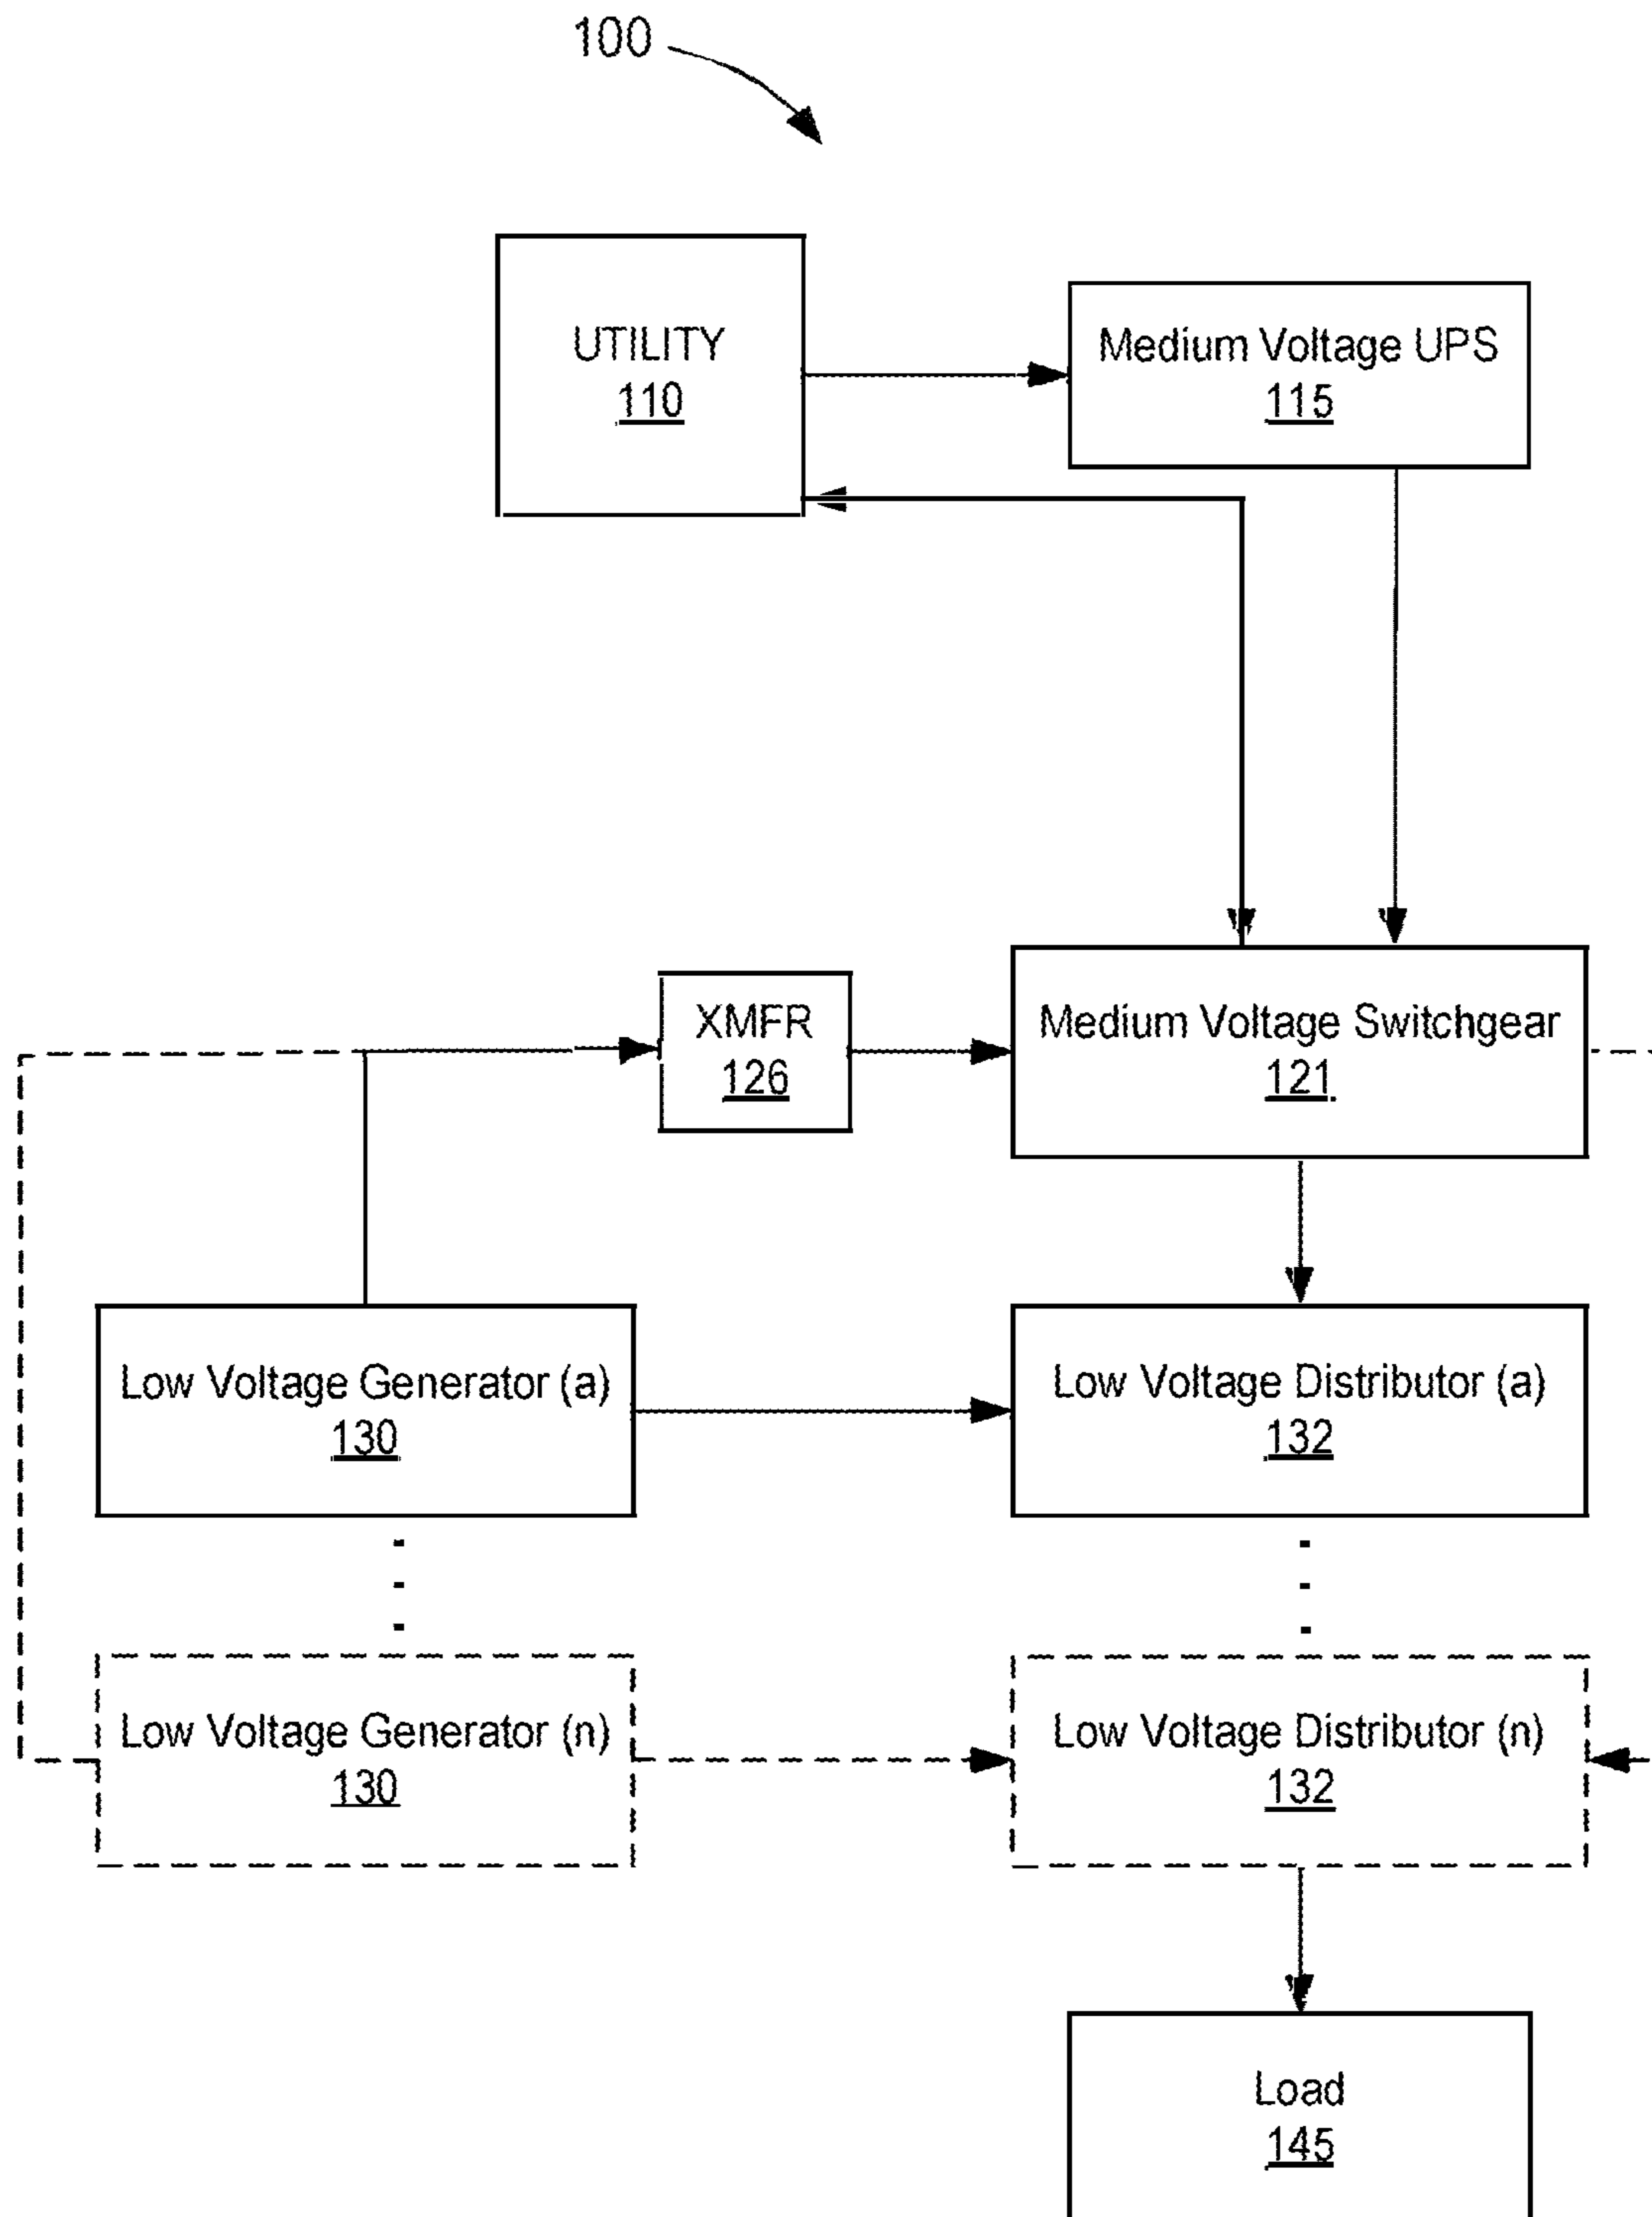 100
UTILITY
110
Medium Voltage UPS
115
XMFR
126
Medium Voltage Switchgear
121
Low Voltage Generator (a)
130
Low Voltage Distributor (a)
132
Low Voltage Generator (n)
130
Low Voltage Distributor (n)
132
Load
145